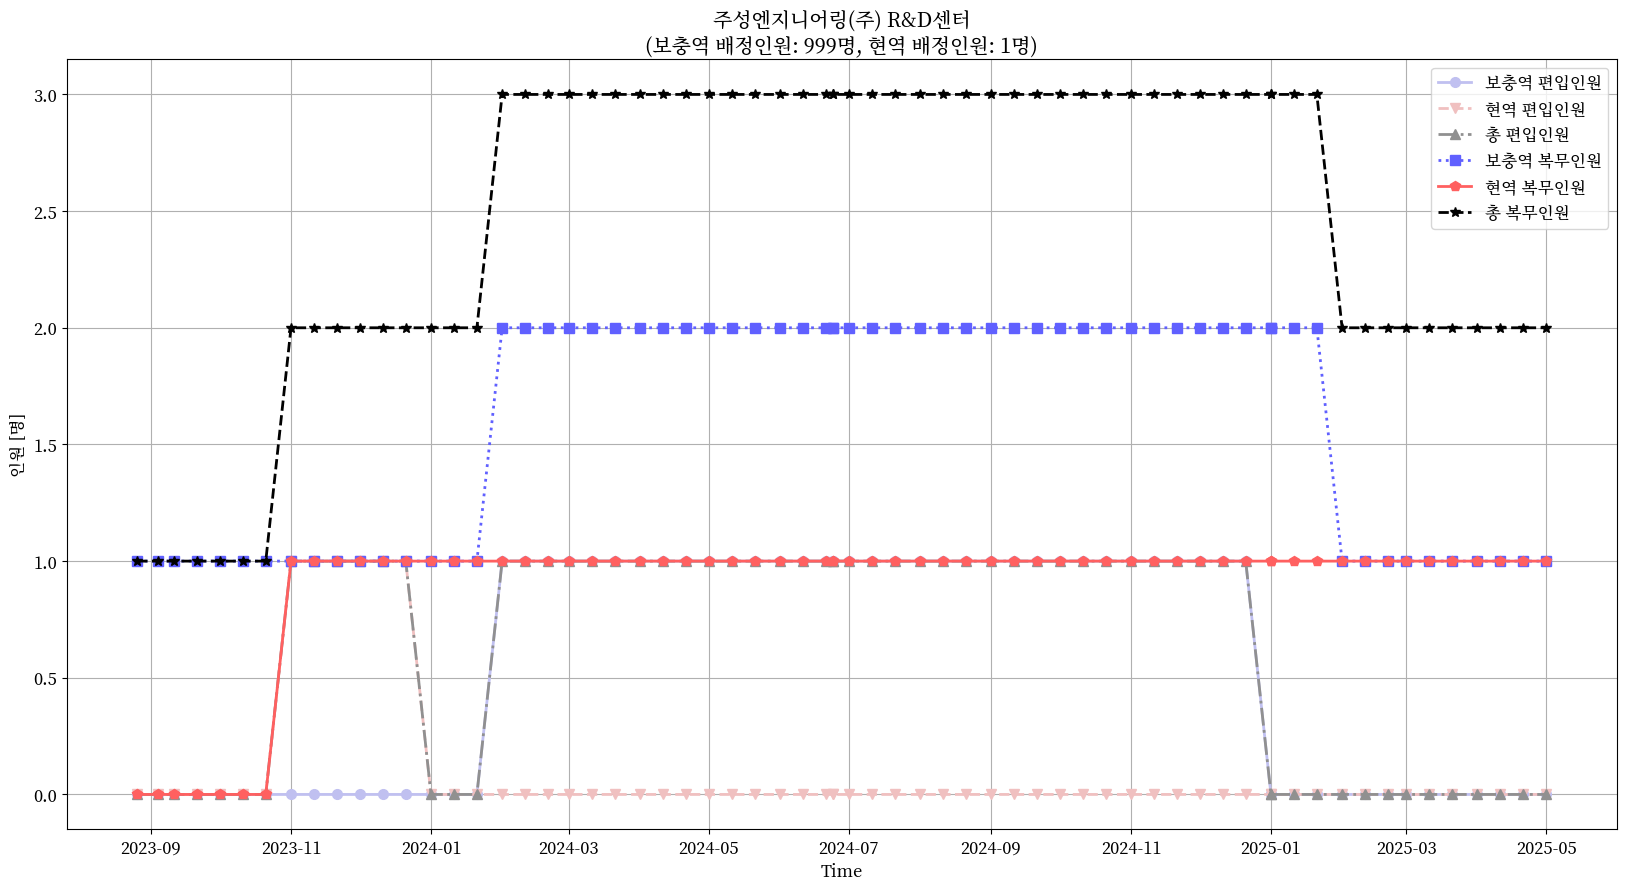 주성엔지니어링(주) R&D센터
(보충역 배정인원: 999명, 현역 배정인원: 1명)
보충역 편입인원
현역 편입인원
총 편입인원
보충역 복무인원
현역 복무인원
총 복무인원
인원 [명]
3.0
2.5
2.0
1.5
1.0
0.5
0.0
2023-09 2023-11 2024-01 2024-03 2024-05 2024-07 2024-09 2024-11 2025-01 2025-03 2025-05
Time